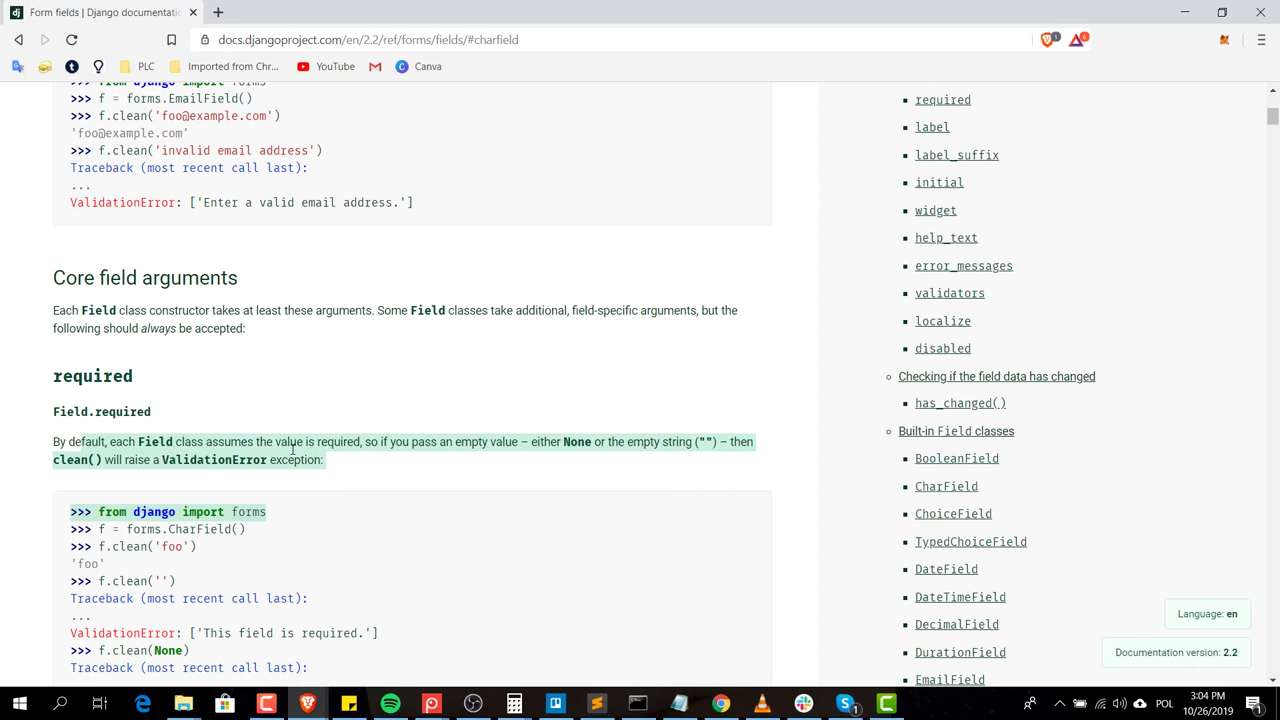 Form fields | Django documentatio
docs.djangoproject.com/en/2.2/ref/forms/fields/#charfield
PLC
Imported from Chr...
YouTube
Canva
>>> from django import forms
>>> f = forms.EmailField()
>>> f.clean('foo@example.com')
'foo@example.com'
>>> f.clean('invalid email address')
Traceback (most recent call last):
...
ValidationError: ['Enter a valid email address.']
Core field arguments
Each Field class constructor takes at least these arguments. Some Field classes take additional, field-specific arguments, but the
following should always be accepted:
required
Field.required
By default, each Field class assumes the value is required, so if you pass an empty value – either None or the empty string ("") – then
clean() will raise a ValidationError exception:
>>> from django import forms
>>> f = forms.CharField()
>>> f.clean('foo')
'foo'
>>> f.clean('')
Traceback (most recent call last):
...
ValidationError: ['This field is required.']
>>> f.clean(None)
Traceback (most recent call last):
required
label
label_suffix
initial
widget
help_text
error_messages
validators
localize
disabled
Checking if the field data has changed
has_changed()
Built-in Field classes
BooleanField
CharField
ChoiceField
TypedChoiceField
DateField
DateTimeField
DecimalField
DurationField
EmailField
Language: en
Documentation version: 2.2
POL
3:04 PM
10/26/2019